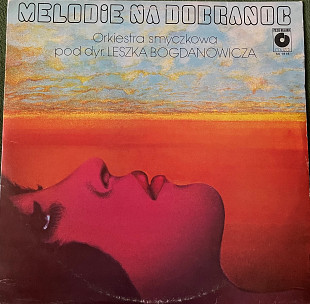 MELODIE NA DOBRANOC
Orkiestra smyczkowa
pod dyr. LESZKA BOGDANOWICZA